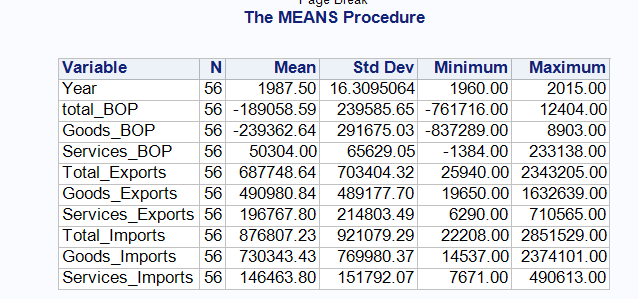 Page Break
The MEANS Procedure
Variable N Mean Std Dev Minimum Maximum
Year 56 1987.50 16.3095064 1960.00 2015.00
total_BOP 56 -189058.59 239585.65 -761716.00 12404.00
Goods_BOP 56 -239362.64 291675.03 -837289.00 8903.00
Services_BOP 56 50304.00 65629.05 -1384.00 233138.00
Total_Exports 56 687748.64 703404.32 25940.00 2343205.00
Goods_Exports 56 490980.84 489177.70 19650.00 1632639.00
Services_Exports 56 196767.80 214803.49 6290.00 710565.00
Total_Imports 56 876807.23 921079.29 22208.00 2851529.00
Goods_Imports 56 730343.43 769980.37 14537.00 2374101.00
Services_Imports 56 146463.80 151792.07 7671.00 490613.00